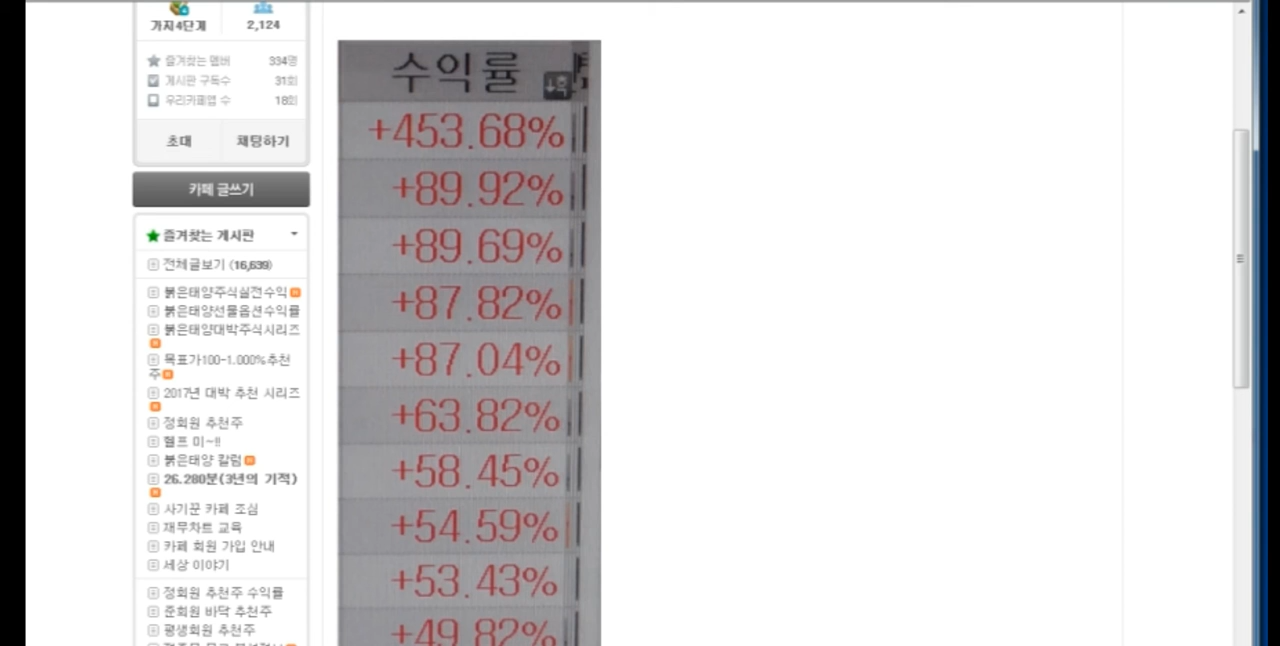 가지4단계
2,124
즐겨찾는 멤버 334명
게시판 구독수 31회
우리카페앱 수 18회
초대 채팅하기
카페 글쓰기
즐겨찾는 게시판
전체글보기 (16,639)
붉은태양주식실전수익
붉은태양선물옵션수익률
붉은태양대박주식시리즈
목표가100-1.000%추천
주
2017년 대박 추천 시리즈
정회원 추천주
헬프 미~!!
붉은태양 칼럼
26.280분(3년의 기적)
사기꾼 카페 조심
재무차트 교육
카페 회원 가입 안내
세상 이야기
정회원 추천주 수익률
준회원 바닥 추천주
평생회원 추천주
수익률
+453.68%
+89.92%
+89.69%
+87.82%
+87.04%
+63.82%
+58.45%
+54.59%
+53.43%
+49.82%